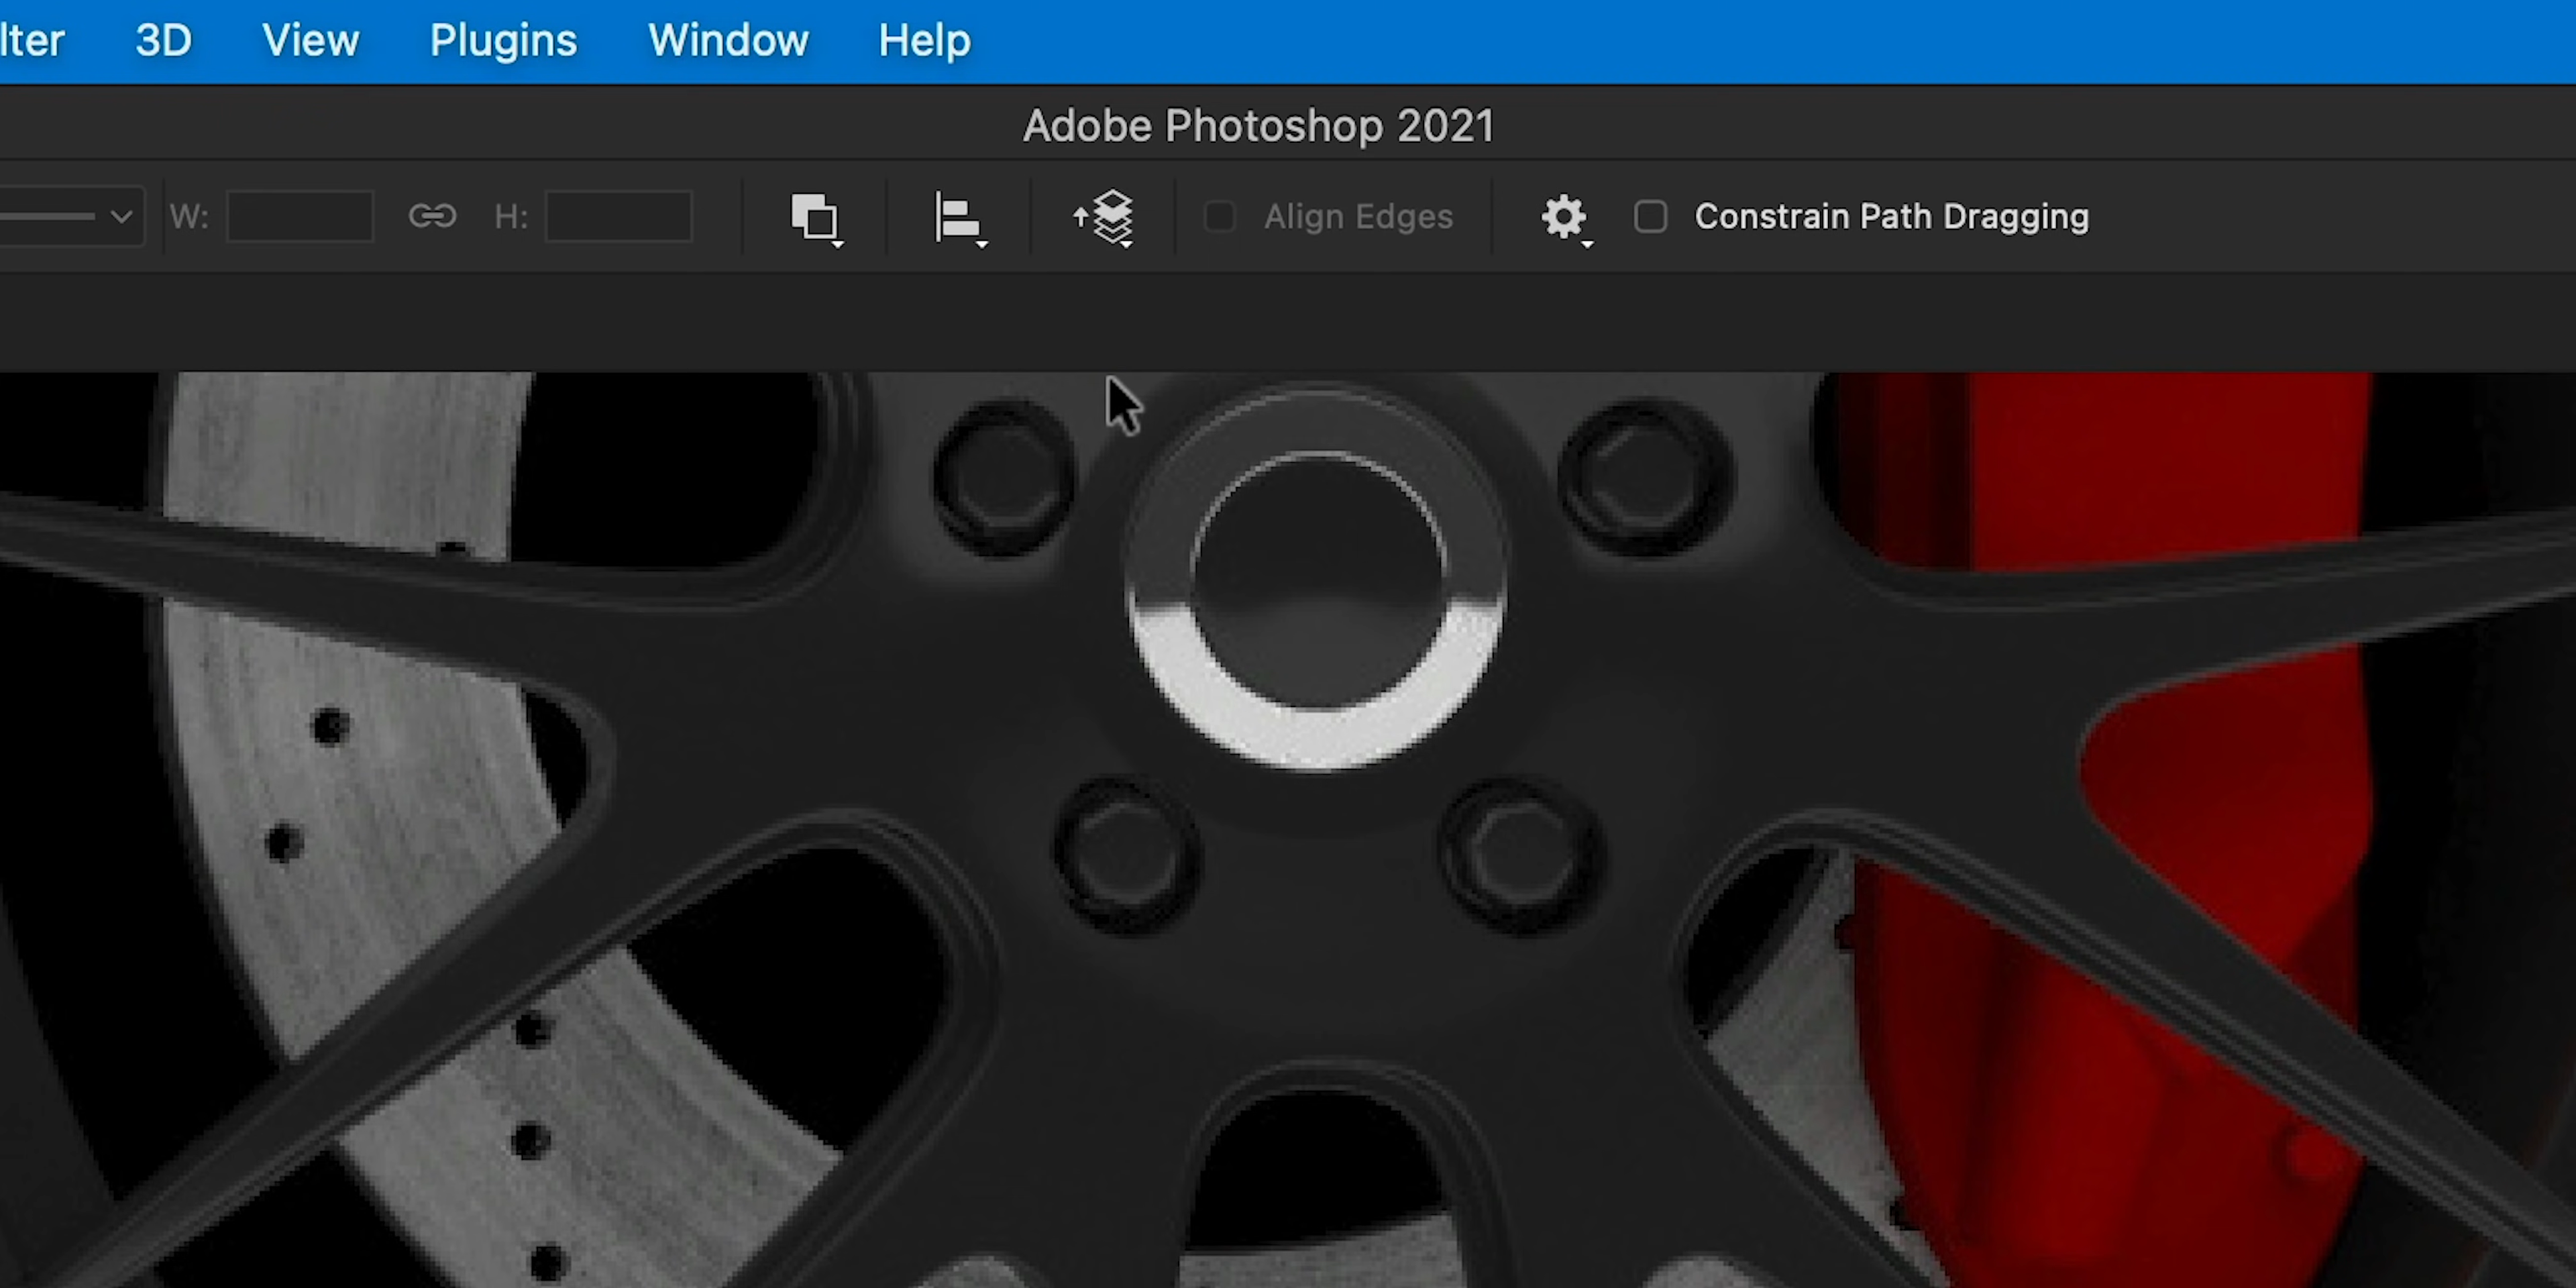 lter 3D View Plugins Window Help
Adobe Photoshop 2021
W: H: Align Edges Constrain Path Dragging